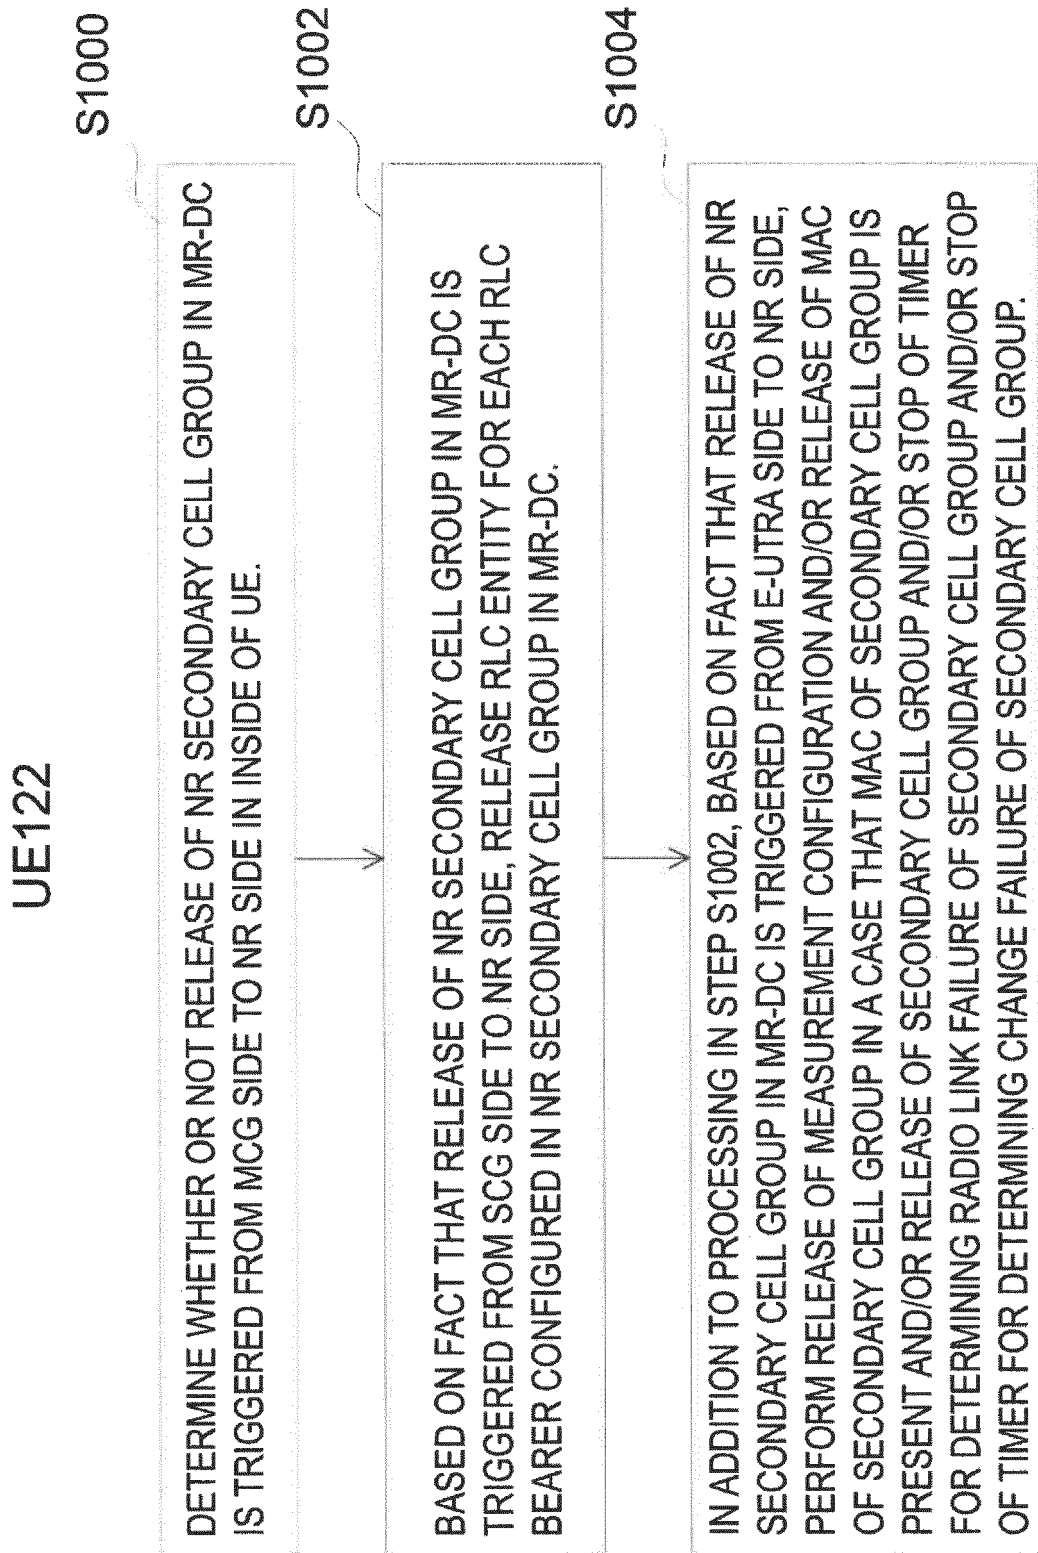 UE122
S1000
DETERMINE WHETHER OR NOT RELEASE OF NR SECONDARY CELL GROUP IN MR-DC
IS TRIGGERED FROM MCG SIDE TO NR SIDE IN INSIDE OF UE.
S1002
BASED ON FACT THAT RELEASE OF NR SECONDARY CELL GROUP IN MR-DC IS
TRIGGERED FROM SCG SIDE TO NR SIDE, RELEASE RLC ENTITY FOR EACH RLC
BEARER CONFIGURED IN NR SECONDARY CELL GROUP IN MR-DC.
S1004
IN ADDITION TO PROCESSING IN STEP S1002, BASED ON FACT THAT RELEASE OF NR
SECONDARY CELL GROUP IN MR-DC IS TRIGGERED FROM E-UTRA SIDE TO NR SIDE,
PERFORM RELEASE OF MEASUREMENT CONFIGURATION AND/OR RELEASE OF MAC
OF SECONDARY CELL GROUP IN A CASE THAT MAC OF SECONDARY CELL GROUP IS
PRESENT AND/OR RELEASE OF SECONDARY CELL GROUP AND/OR STOP OF TIMER
FOR DETERMINING RADIO LINK FAILURE OF SECONDARY CELL GROUP AND/OR STOP
OF TIMER FOR DETERMINING CHANGE FAILURE OF SECONDARY CELL GROUP.